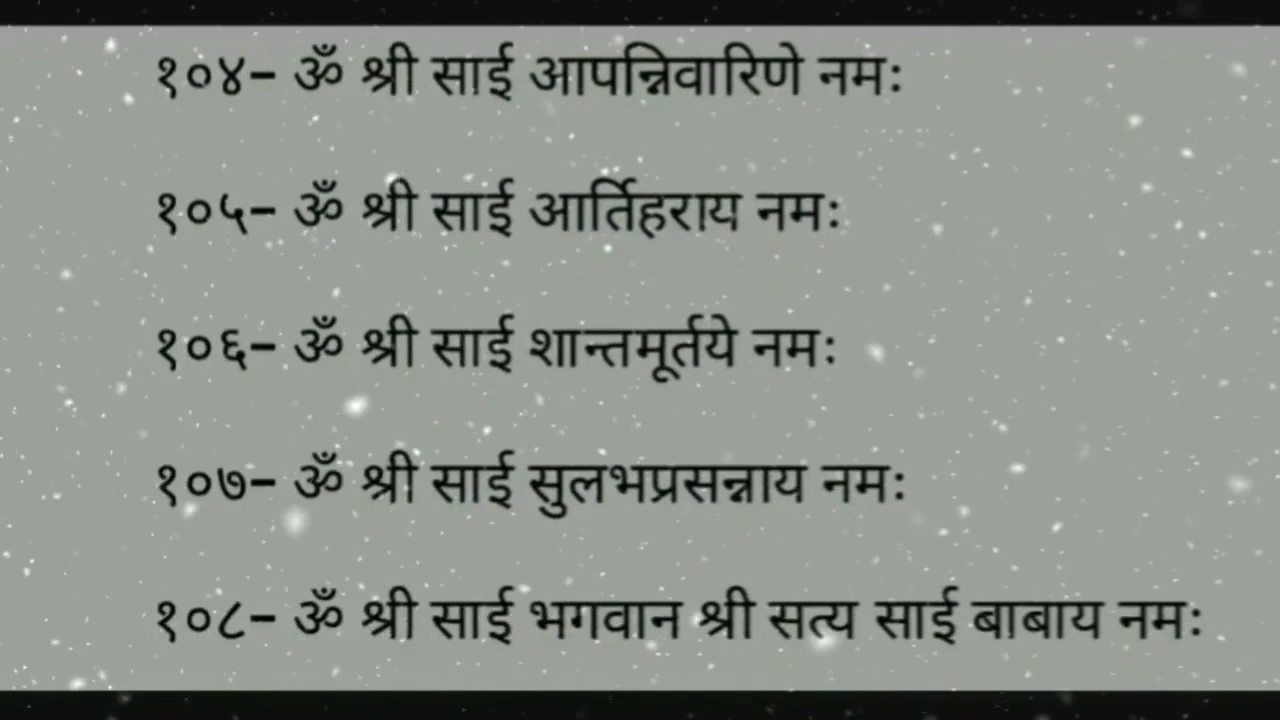 १०४– ॐ श्री साई आपन्निवारिणे नमः
१०५– ॐ श्री साई आर्तिहराय नमः
१०६– ॐ श्री साई शान्तमूर्तये नमः
१०७– ॐ श्री साई सुलभप्रसन्नाय नमः
१०८– ॐ श्री साई भगवान श्री सत्य साई बाबाय नमः